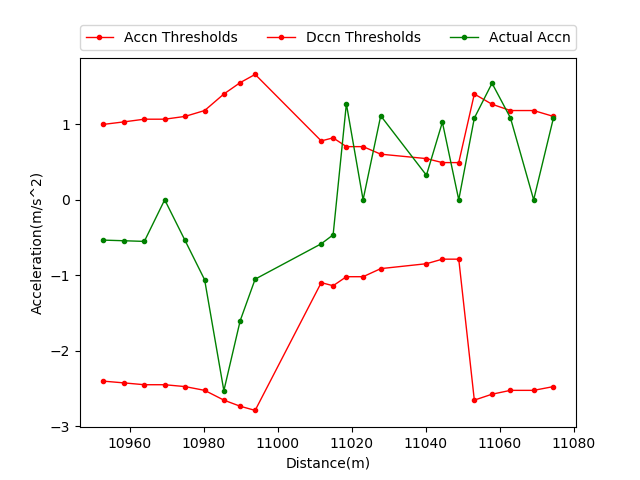 Accn Thresholds Dccn Thresholds Actual Accn
1
0
−1
−2
−3
Acceleration(m/s^2)
10960 10980 11000 11020 11040 11060 11080
Distance(m)